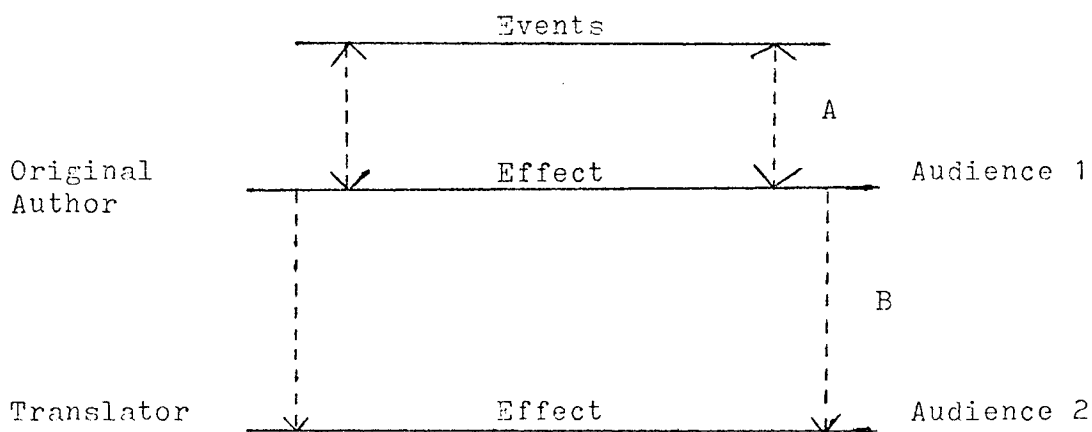 Events
A
Original
Author
Effect
Audience 1
B
Translator
Effect
Audience 2